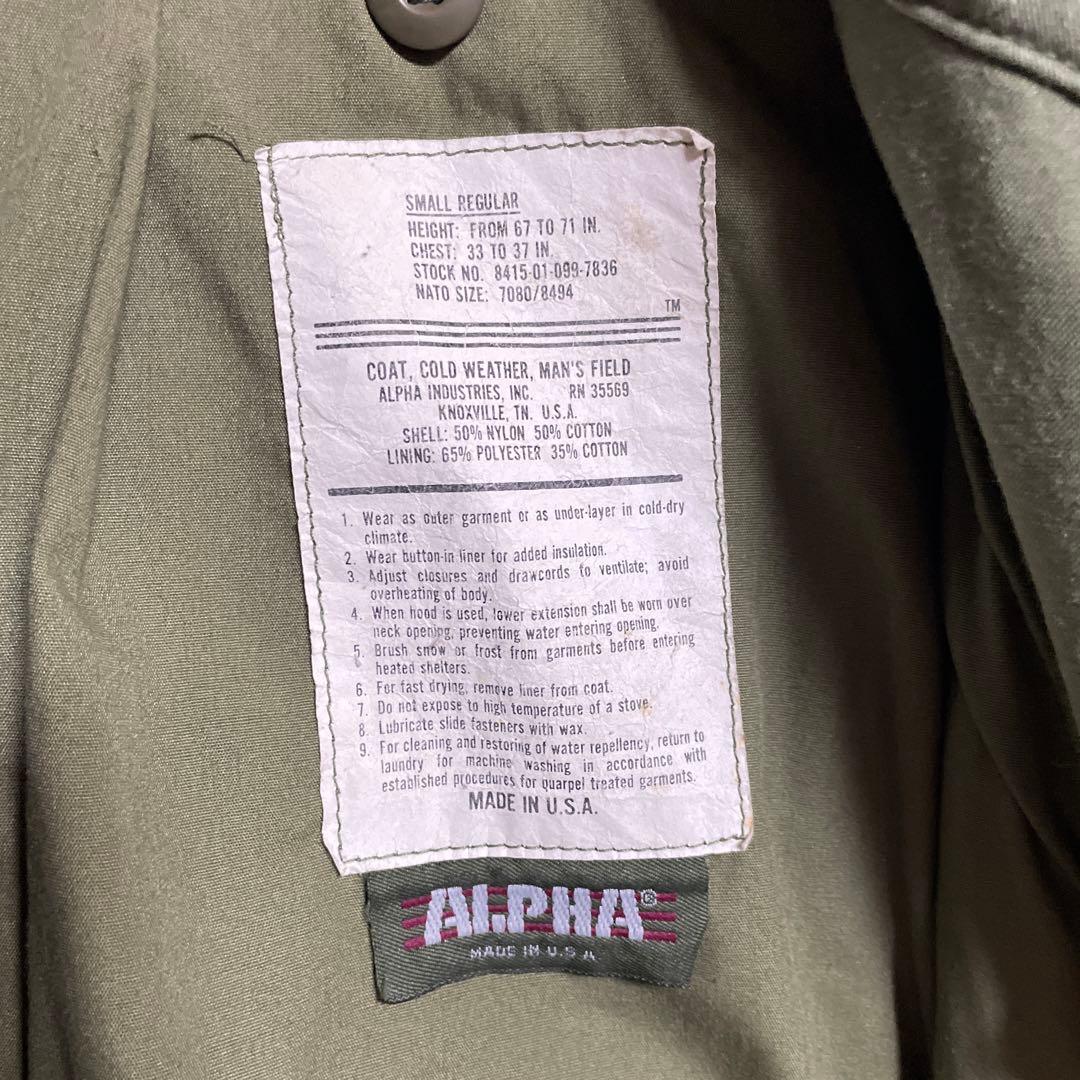 SMALL REGULAR
HEIGHT: FROM 67 TO 71 IN.
CHEST: 33 TO 37 IN.
STOCK NO. 8415-01-099-7836
NATO SIZE: 7080/8494
TM
COAT, COLD WEATHER, MAN'S FIELD
ALPHA INDUSTRIES, INC. RN 35569
KNOXVILLE, TN. U.S.A.
SHELL: 50% NYLON 50% COTTON
LINING: 65% POLYESTER 35% COTTON
1. Wear as outer garment or as under-layer in cold-dry
climate.
2. Wear button-in liner for added insulation.
3. Adjust closures and drawcords to ventilate; avoid
overheating of body.
4. When hood is used, lower extension shall be worn over
neck opening, preventing water entering opening.
5. Brush snow or frost from garments before entering
heated shelters.
6. For fast drying, remove liner from coat.
7. Do not expose to high temperature of a stove.
8. Lubricate slide fasteners with wax.
9. For cleaning and restoring of water repellency, return to
laundry for machine washing in accordance with
established procedures for quarpel treated garments.
MADE IN U.S.A.
ALPHA®
MADE IN U.S.A